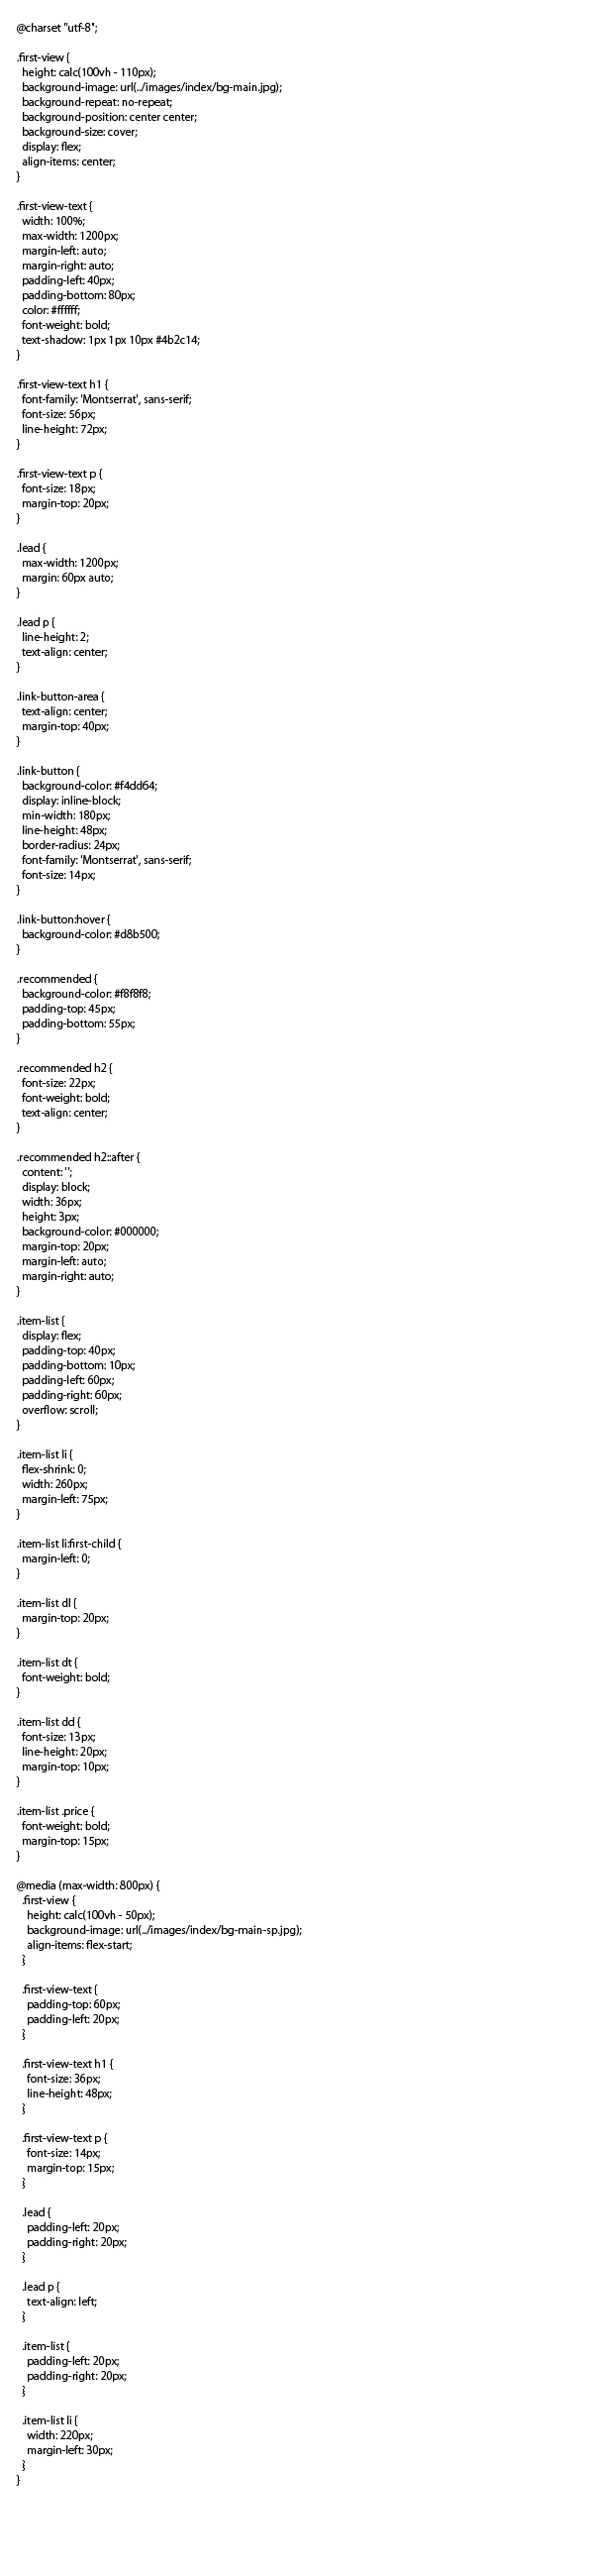 @charset "utf-8";

.first-view {
  height: calc(100vh - 110px);
  background-image: url(../images/index/bg-main.jpg);
  background-repeat: no-repeat;
  background-position: center center;
  background-size: cover;
  display: flex;
  align-items: center;
}

.first-view-text {
  width: 100%;
  max-width: 1200px;
  margin-left: auto;
  margin-right: auto;
  padding-left: 40px;
  padding-bottom: 80px;
  color: #ffffff;
  font-weight: bold;
  text-shadow: 1px 1px 10px #4b2c14;
}

.first-view-text h1 {
  font-family: 'Montserrat', sans-serif;
  font-size: 56px;
  line-height: 72px;
}

.first-view-text p {
  font-size: 18px;
  margin-top: 20px;
}

.lead {
  max-width: 1200px;
  margin: 60px auto;
}

.lead p {
  line-height: 2;
  text-align: center;
}

.link-button-area {
  text-align: center;
  margin-top: 40px;
}

.link-button {
  background-color: #f4dd64;
  display: inline-block;
  min-width: 180px;
  line-height: 48px;
  border-radius: 24px;
  font-family: 'Montserrat', sans-serif;
  font-size: 14px;
}

.link-button:hover {
  background-color: #d8b500;
}

.recommended {
  background-color: #f8f8f8;
  padding-top: 45px;
  padding-bottom: 55px;
}

.recommended h2 {
  font-size: 22px;
  font-weight: bold;
  text-align: center;
}

.recommended h2::after {
  content: '';
  display: block;
  width: 36px;
  height: 3px;
  background-color: #000000;
  margin-top: 20px;
  margin-left: auto;
  margin-right: auto;
}

.item-list {
  display: flex;
  padding-top: 40px;
  padding-bottom: 10px;
  padding-left: 60px;
  padding-right: 60px;
  overflow: scroll;
}

.item-list li {
  flex-shrink: 0;
  width: 260px;
  margin-left: 75px;
}

.item-list li:first-child {
  margin-left: 0;
}

.item-list dl {
  margin-top: 20px;
}

.item-list dt {
  font-weight: bold;
}

.item-list dd {
  font-size: 13px;
  line-height: 20px;
  margin-top: 10px;
}

.item-list .price {
  font-weight: bold;
  margin-top: 15px;
}

@media (max-width: 800px) {
  .first-view {
    height: calc(100vh - 50px);
    background-image: url(../images/index/bg-main-sp.jpg);
    align-items: flex-start;
  }

  .first-view-text {
    padding-top: 60px;
    padding-left: 20px;
  }

  .first-view-text h1 {
    font-size: 36px;
    line-height: 48px;
  }

  .first-view-text p {
    font-size: 14px;
    margin-top: 15px;
  }

  .lead {
    padding-left: 20px;
    padding-right: 20px;
  }

  .lead p {
    text-align: left;
  }

  .item-list {
    padding-left: 20px;
    padding-right: 20px;
  }

  .item-list li {
    width: 220px;
    margin-left: 30px;
  }
}